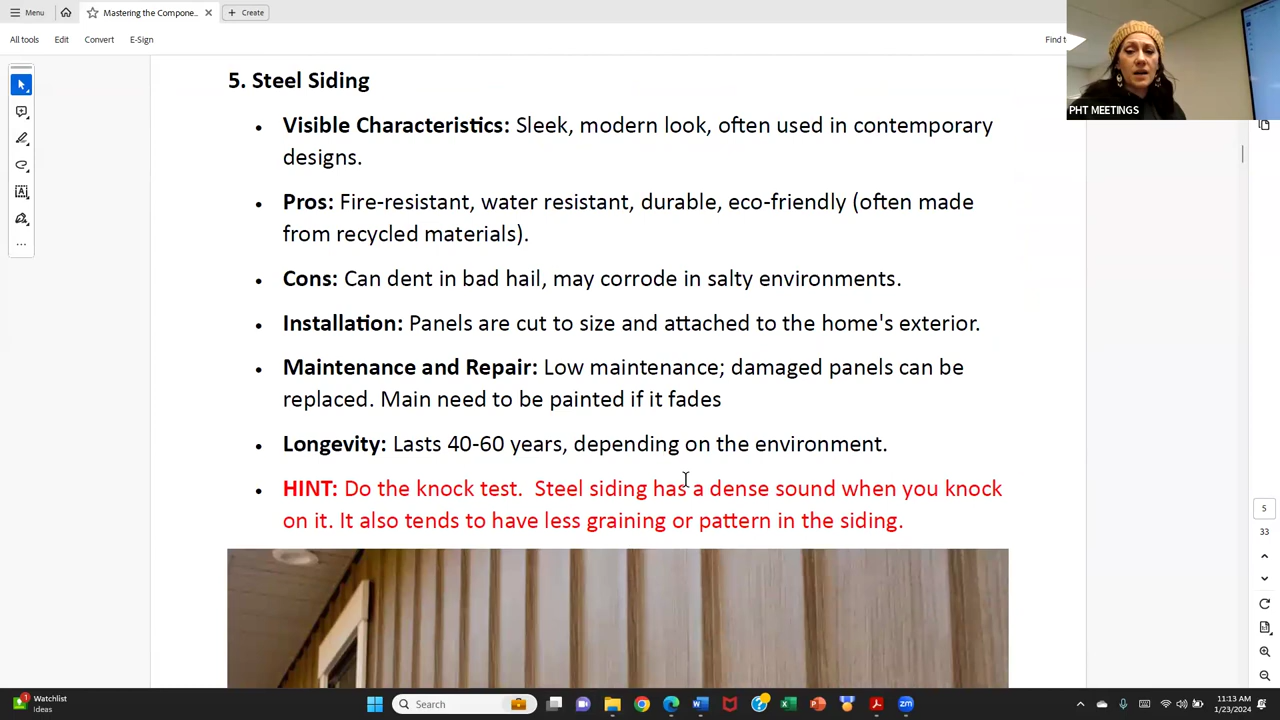 Menu
Mastering the Compone...
Create
All tools
Edit
Convert
E-Sign
Find t
PHT MEETINGS
5. Steel Siding
• Visible Characteristics: Sleek, modern look, often used in contemporary
designs.
• Pros: Fire-resistant, water resistant, durable, eco-friendly (often made
from recycled materials).
• Cons: Can dent in bad hail, may corrode in salty environments.
• Installation: Panels are cut to size and attached to the home's exterior.
• Maintenance and Repair: Low maintenance; damaged panels can be
replaced. Main need to be painted if it fades
• Longevity: Lasts 40-60 years, depending on the environment.
• HINT: Do the knock test. Steel siding has a dense sound when you knock
on it. It also tends to have less graining or pattern in the siding.
5
33
1
Watchlist
Ideas
Search
11:13 AM
1/23/2024